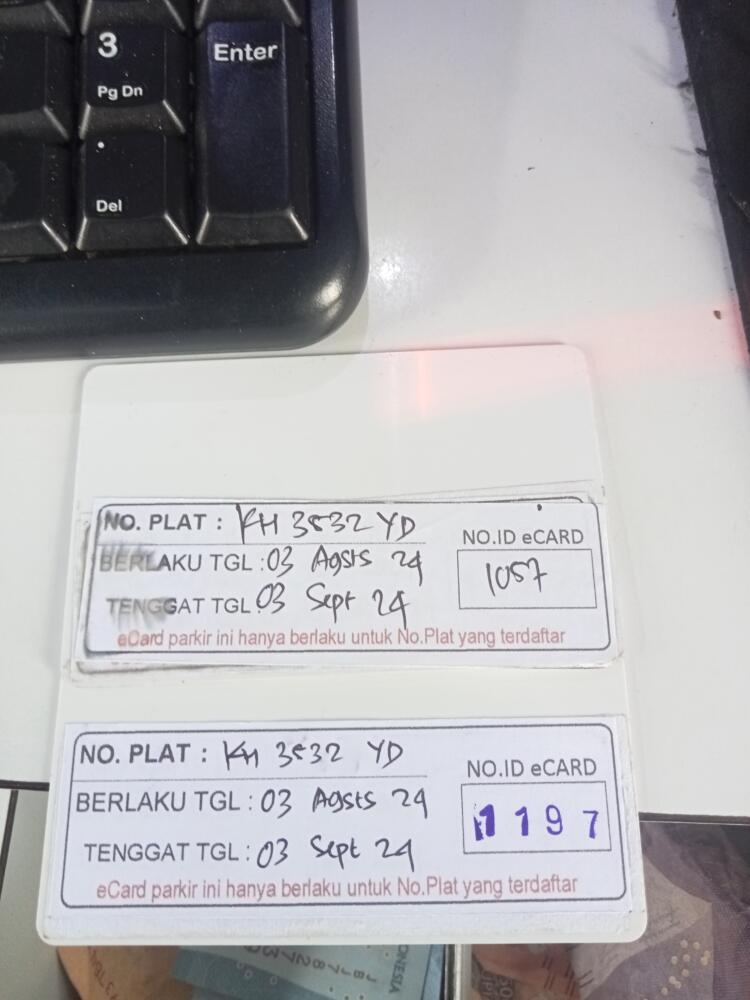 3
Enter
Pg Dn
.
Del
NO. PLAT : KH 3532 YD
NO.ID eCARD
BERLAKU TGL : 03 Agsts 24
1057
TENGGAT TGL : 03 Sept 24
eCard parkir ini hanya berlaku untuk No.Plat yang terdaftar
NO. PLAT : KH 3532 YD
NO.ID eCARD
BERLAKU TGL : 03 Agsts 24
1197
TENGGAT TGL : 03 Sept 24
eCard parkir ini hanya berlaku untuk No.Plat yang terdaftar